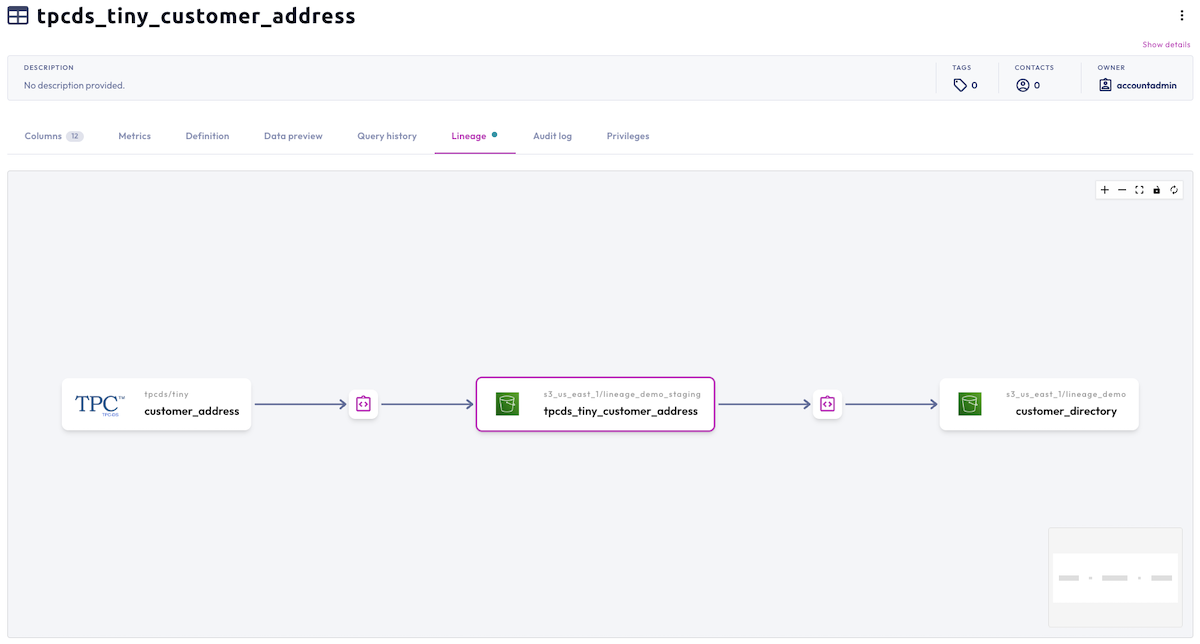 tpcds_tiny_customer_address
Show details
DESCRIPTION
No description provided.
TAGS
0
CONTACTS
0
OWNER
accountadmin
Columns 12
Metrics
Definition
Data preview
Query history
Lineage
Audit log
Privileges
TPC™
TPC-DS
tpcds/tiny
customer_address
s3_us_east_1/lineage_demo_staging
tpcds_tiny_customer_address
s3_us_east_1/lineage_demo
customer_directory